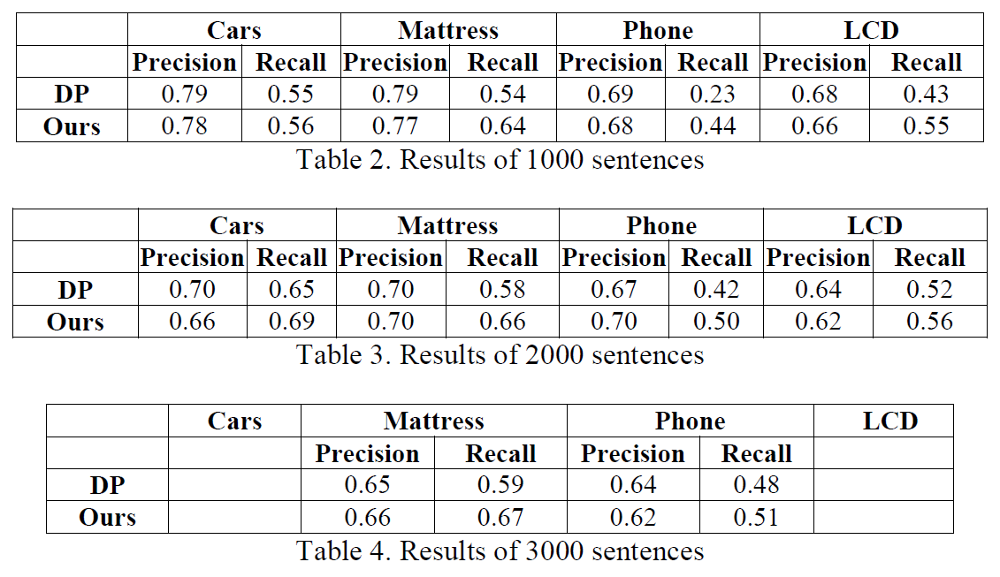 Cars Mattress Phone LCD
Precision Recall Precision Recall Precision Recall Precision Recall
DP 0.79 0.55 0.79 0.54 0.69 0.23 0.68 0.43
Ours 0.78 0.56 0.77 0.64 0.68 0.44 0.66 0.55
Table 2. Results of 1000 sentences
Cars Mattress Phone LCD
Precision Recall Precision Recall Precision Recall Precision Recall
DP 0.70 0.65 0.70 0.58 0.67 0.42 0.64 0.52
Ours 0.66 0.69 0.70 0.66 0.70 0.50 0.62 0.56
Table 3. Results of 2000 sentences
Cars Mattress Phone LCD
Precision Recall Precision Recall
DP 0.65 0.59 0.64 0.48
Ours 0.66 0.67 0.62 0.51
Table 4. Results of 3000 sentences